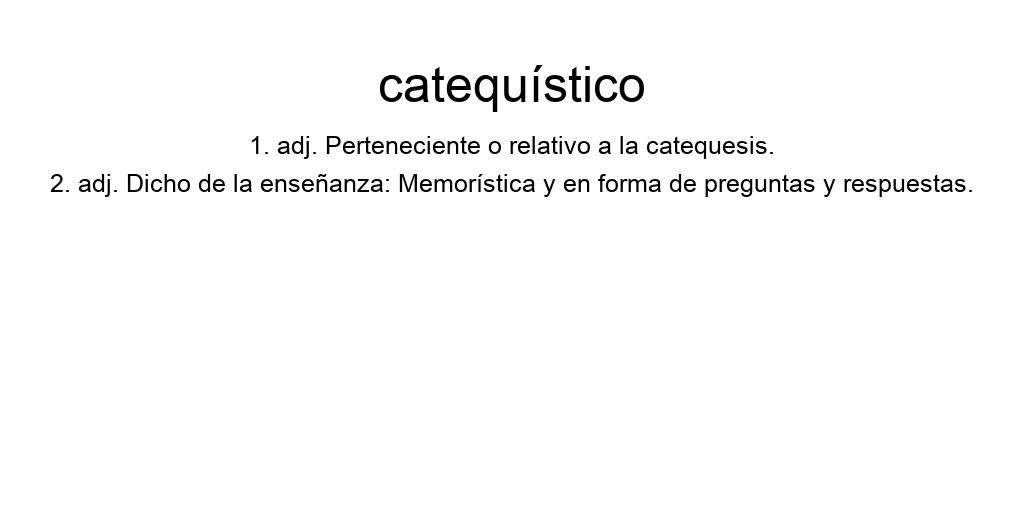 catequístico
1. adj. Perteneciente o relativo a la catequesis.
2. adj. Dicho de la enseñanza: Memorística y en forma de preguntas y respuestas.